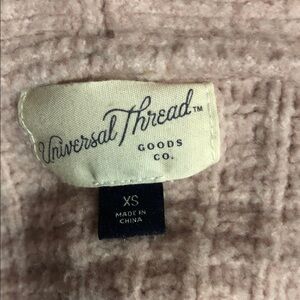 Universal Thread™
GOODS
CO.
XS
MADE IN
CHINA